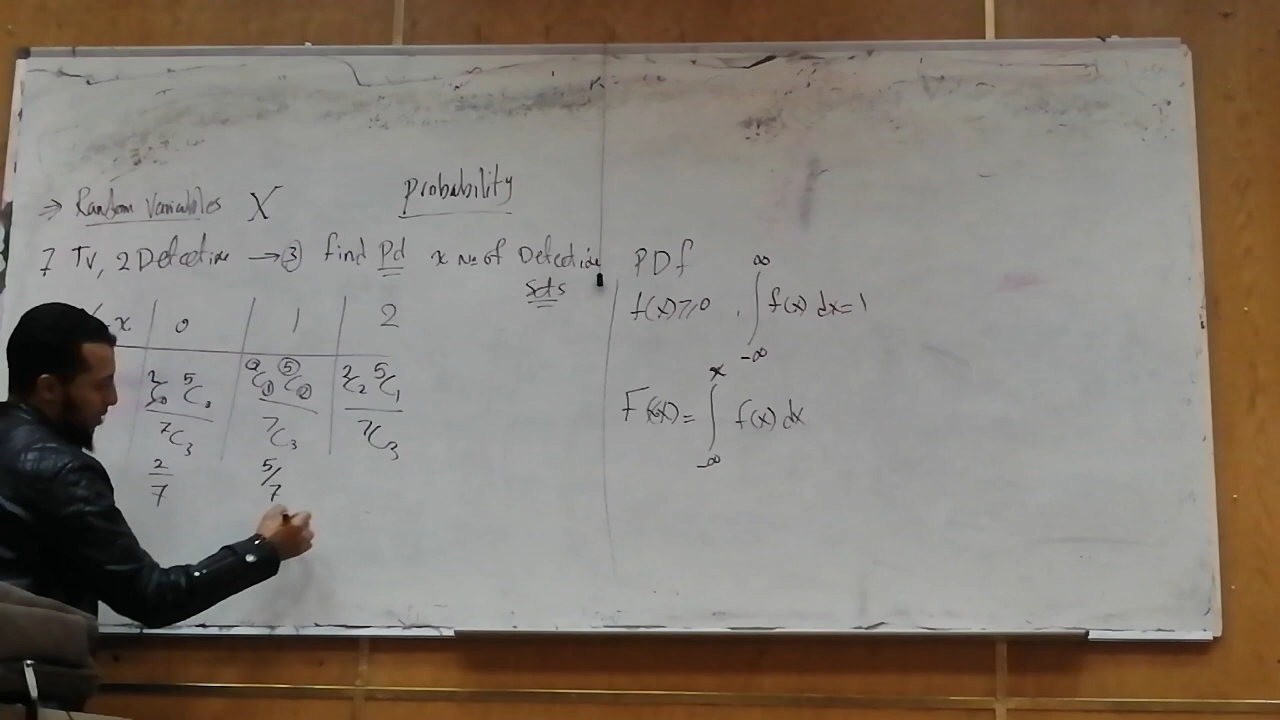 probability
⇒ Random Variables X
7 TV, 2 Defective → ③ find Pd x No of Defective
sets
x | 0 | 1 | 2
²C₀ ⁵C₃ / ⁷C₃ | ²C₁ ⁵C₂ / ⁷C₃ | ²C₂ ⁵C₁ / ⁷C₃
2/7 5/7
PDf
f(x) ≥ 0 , ∫_{-∞}^{∞} f(x) dx = 1
F(x) = ∫_{-∞}^{x} f(x) dx